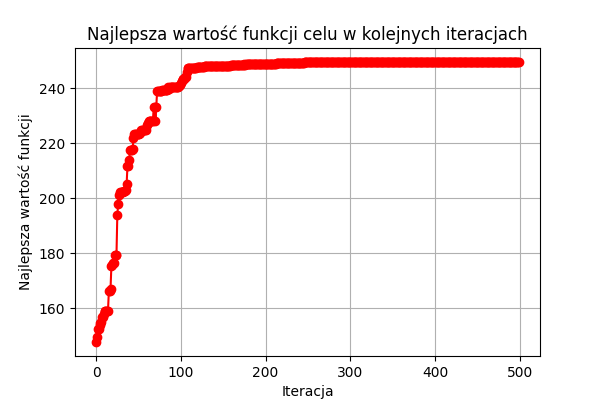 Najlepsza wartość funkcji celu w kolejnych iteracjach
Najlepsza wartość funkcji
240
220
200
180
160
0 100 200 300 400 500
Iteracja